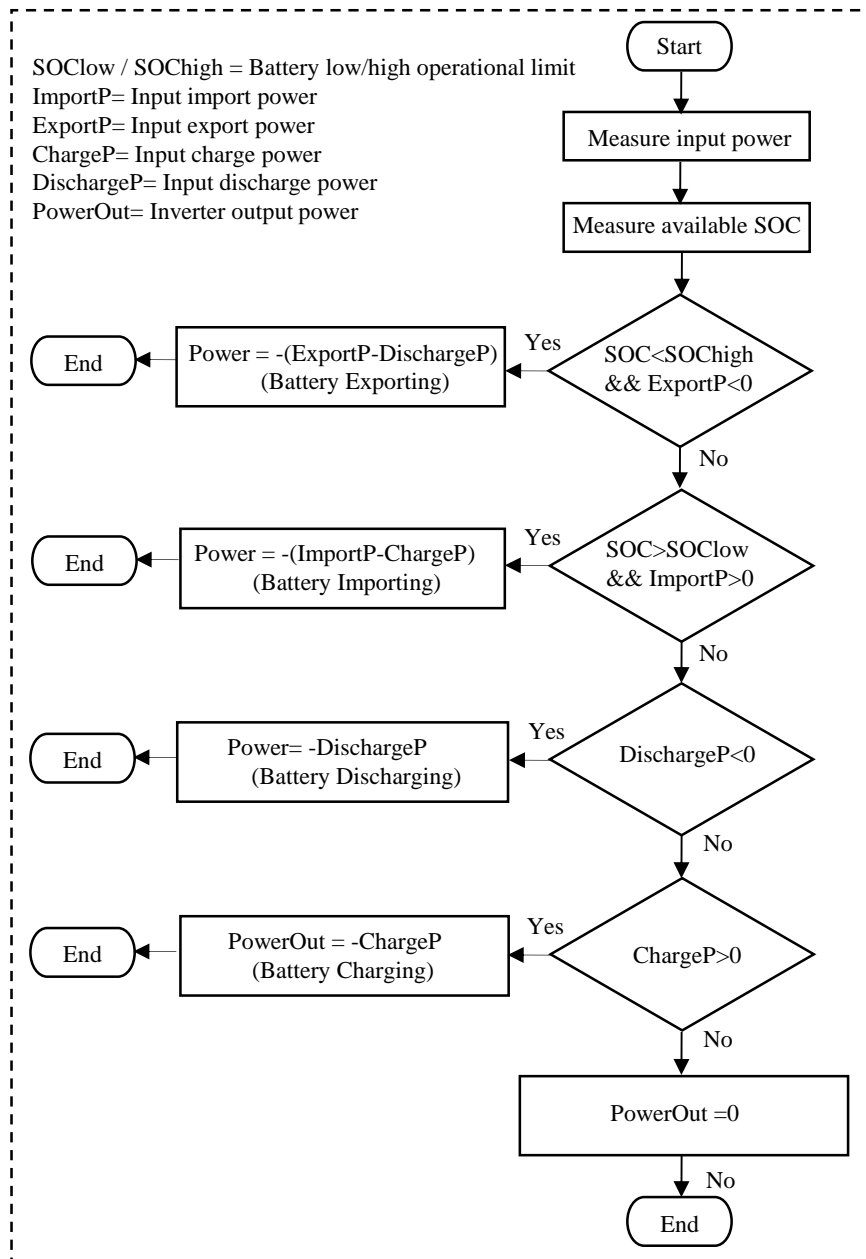 Start
SOClow / SOChigh = Battery low/high operational limit
ImportP= Input import power
ExportP= Input export power
ChargeP= Input charge power
DischargeP= Input discharge power
PowerOut= Inverter output power
Measure input power
Measure available SOC
SOC<SOChigh
&& ExportP<0
Yes
Power = -(ExportP-DischargeP)
(Battery Exporting)
End
No
SOC>SOClow
&& ImportP>0
Yes
Power = -(ImportP-ChargeP)
(Battery Importing)
End
No
DischargeP<0
Yes
Power= -DischargeP
(Battery Discharging)
End
No
ChargeP>0
Yes
PowerOut = -ChargeP
(Battery Charging)
End
No
PowerOut =0
No
End